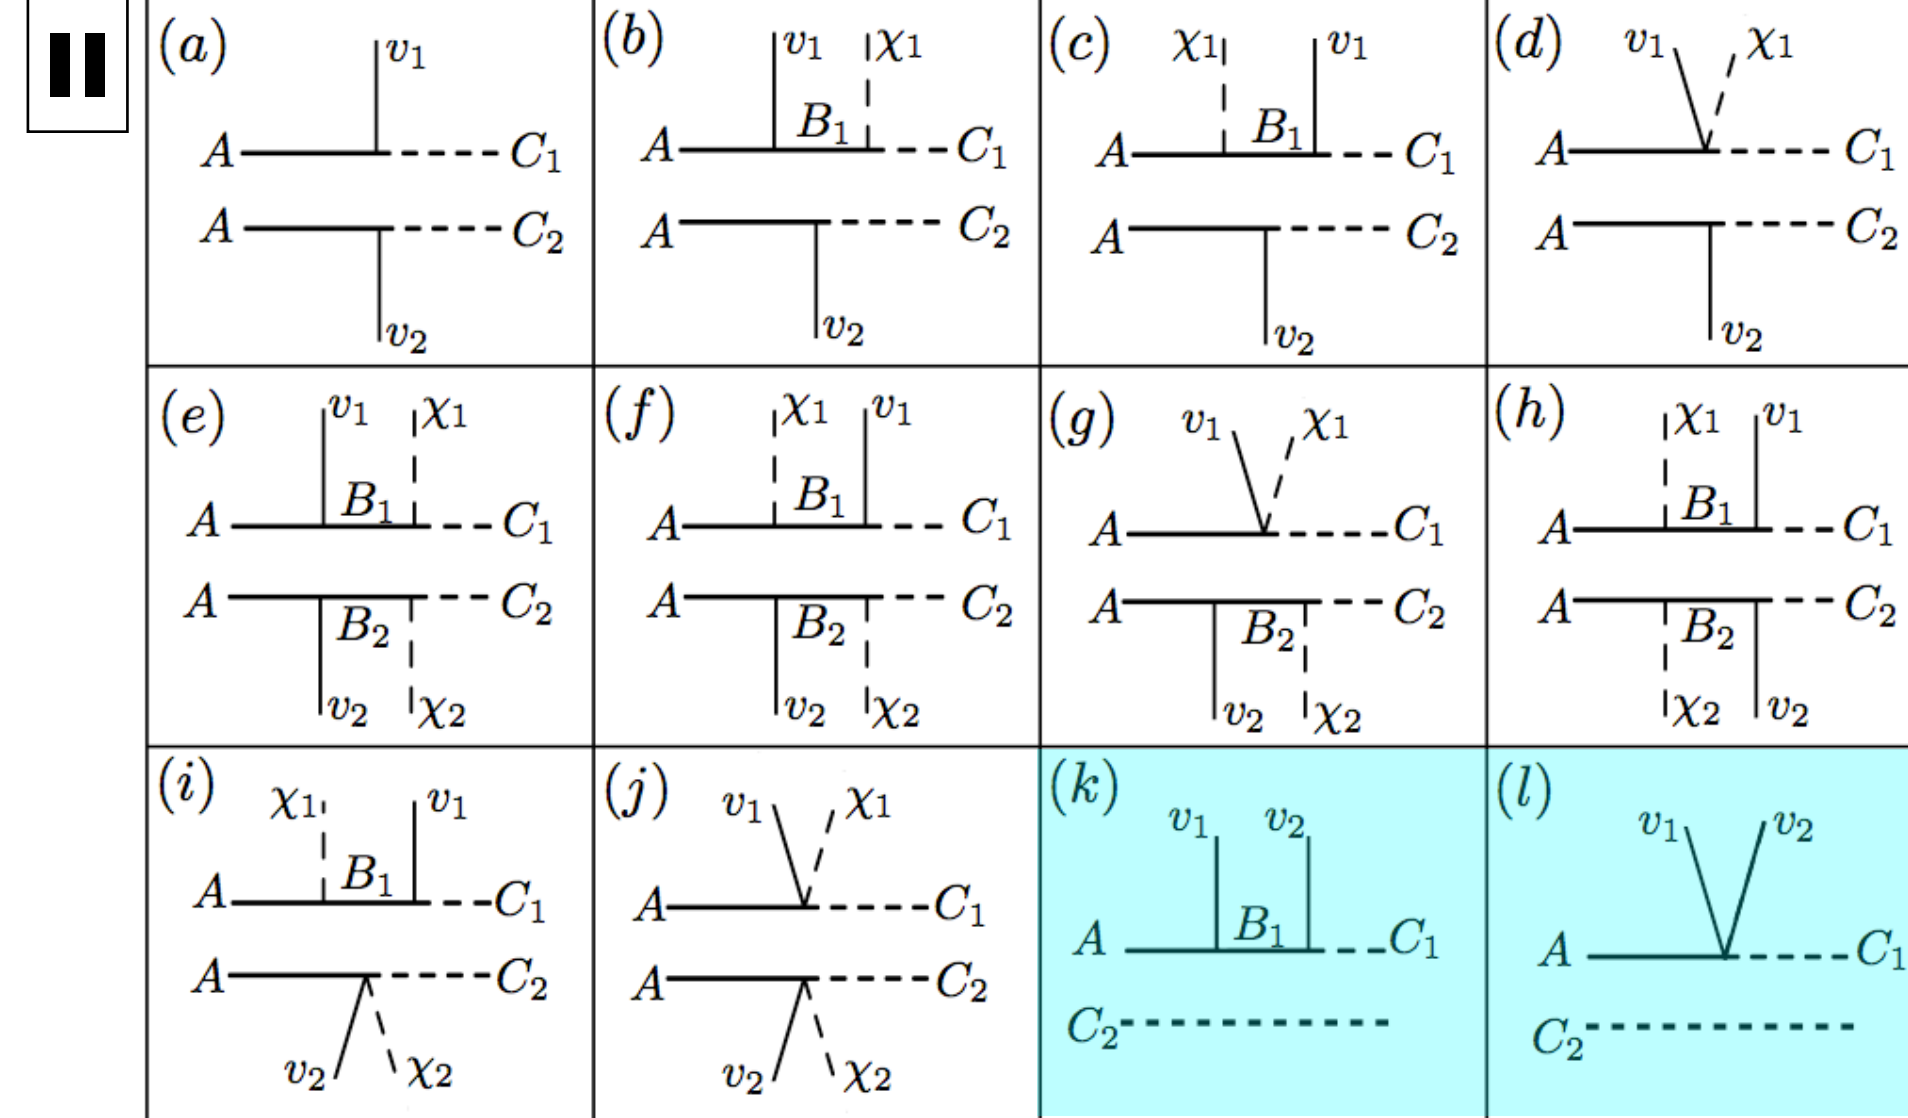 (a) v₁
A C₁
A C₂
v₂
(b) v₁ χ₁
B₁
A C₁
A C₂
v₂
(c) χ₁ v₁
B₁
A C₁
A C₂
v₂
(d) v₁ χ₁
A C₁
A C₂
v₂
(e) v₁ χ₁
B₁
A C₁
A C₂
B₂
v₂ χ₂
(f) χ₁ v₁
B₁
A C₁
A C₂
B₂
v₂ χ₂
(g) v₁ χ₁
A C₁
A C₂
B₂
v₂ χ₂
(h) χ₁ v₁
B₁
A C₁
A C₂
B₂
χ₂ v₂
(i) χ₁ v₁
B₁
A C₁
A C₂
v₂ χ₂
(j) v₁ χ₁
A C₁
A C₂
v₂ χ₂
(k) v₁ v₂
B₁
A C₁
C₂
(l) v₁ v₂
A C₁
C₂